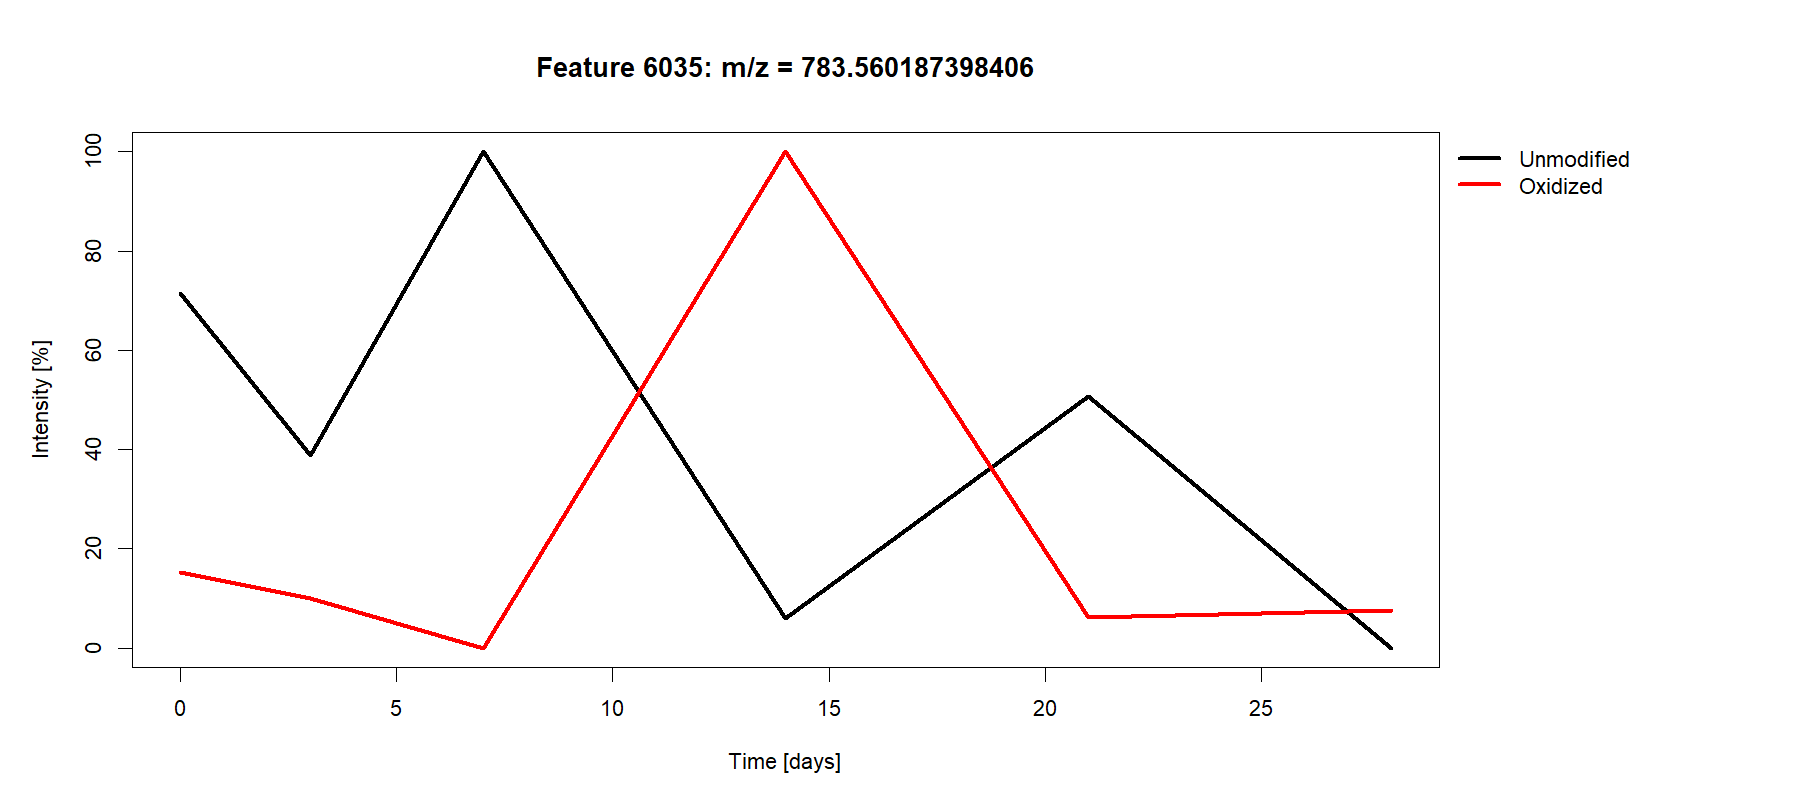 Feature 6035: m/z = 783.560187398406
Unmodified
Oxidized
Intensity [%]
100
80
60
40
20
0
0 5 10 15 20 25
Time [days]